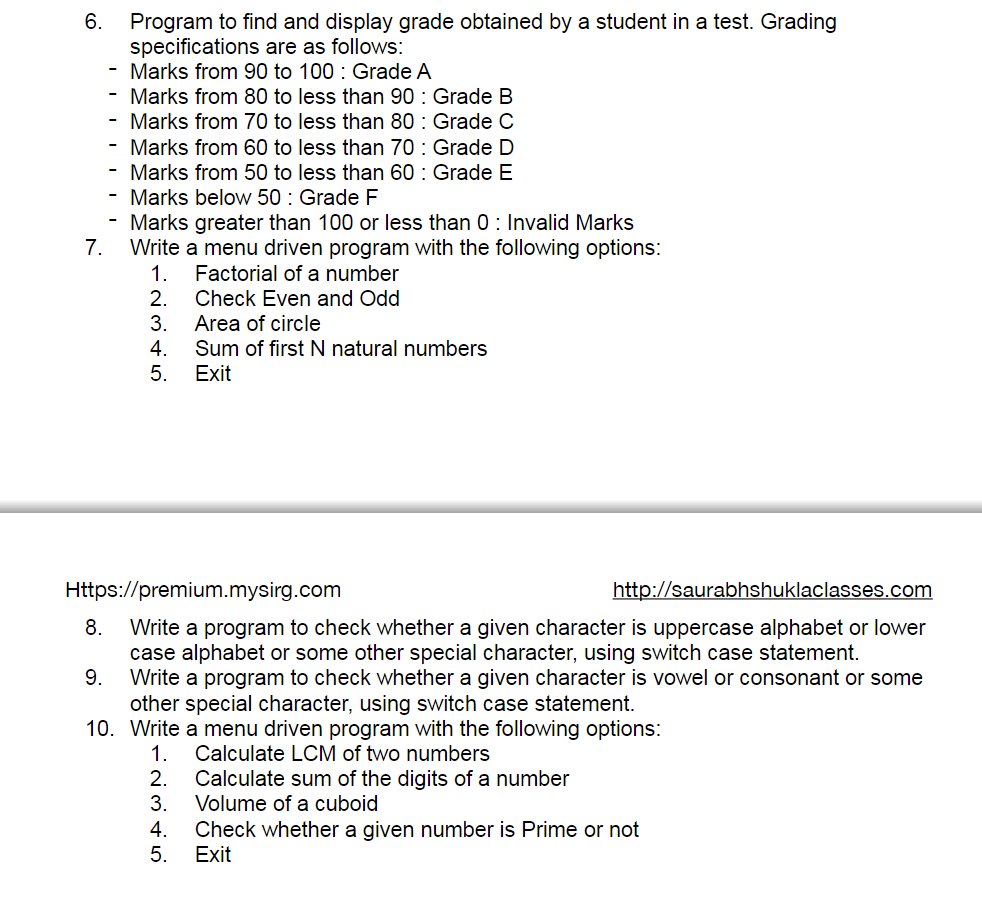 6. Program to find and display grade obtained by a student in a test. Grading
specifications are as follows:
- Marks from 90 to 100 : Grade A
- Marks from 80 to less than 90 : Grade B
- Marks from 70 to less than 80 : Grade C
- Marks from 60 to less than 70 : Grade D
- Marks from 50 to less than 60 : Grade E
- Marks below 50 : Grade F
- Marks greater than 100 or less than 0 : Invalid Marks
7. Write a menu driven program with the following options:
1. Factorial of a number
2. Check Even and Odd
3. Area of circle
4. Sum of first N natural numbers
5. Exit
Https://premium.mysirg.com http://saurabhshuklaclasses.com
8. Write a program to check whether a given character is uppercase alphabet or lower
case alphabet or some other special character, using switch case statement.
9. Write a program to check whether a given character is vowel or consonant or some
other special character, using switch case statement.
10. Write a menu driven program with the following options:
1. Calculate LCM of two numbers
2. Calculate sum of the digits of a number
3. Volume of a cuboid
4. Check whether a given number is Prime or not
5. Exit